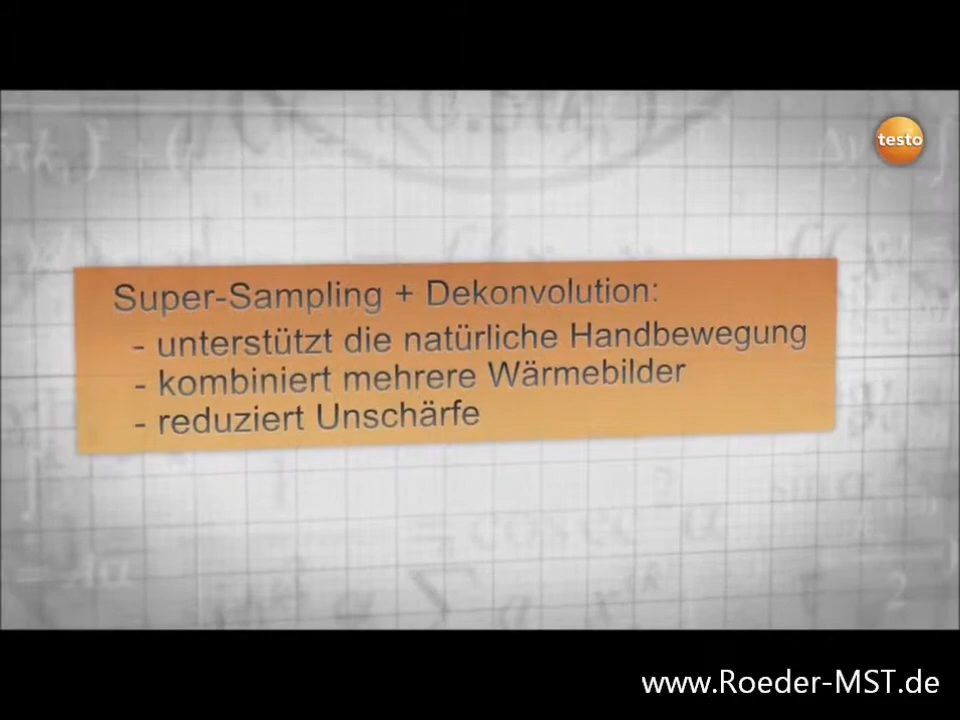 testo
Super-Sampling + Dekonvolution:
- unterstützt die natürliche Handbewegung
- kombiniert mehrere Wärmebilder
- reduziert Unschärfe
www.Roeder-MST.de